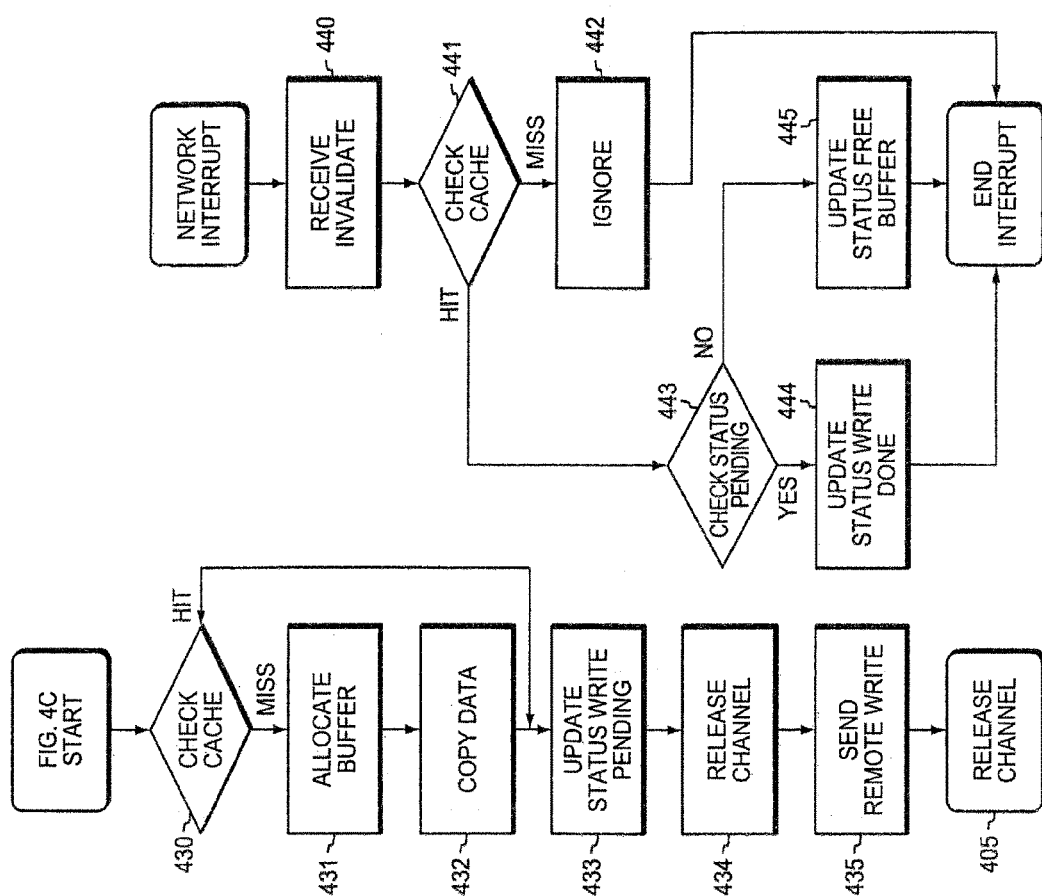 FIG. 4C
START
430
CHECK
CACHE
HIT
MISS
431
ALLOCATE
BUFFER
432
COPY DATA
433
UPDATE
STATUS WRITE
PENDING
434
RELEASE
CHANNEL
435
SEND
REMOTE WRITE
405
RELEASE
CHANNEL
NETWORK
INTERRUPT
440
RECEIVE
INVALIDATE
441
CHECK
CACHE
HIT
MISS
442
IGNORE
443
CHECK STATUS
PENDING
NO
YES
444
UPDATE
STATUS WRITE
DONE
445
UPDATE
STATUS FREE
BUFFER
END
INTERRUPT